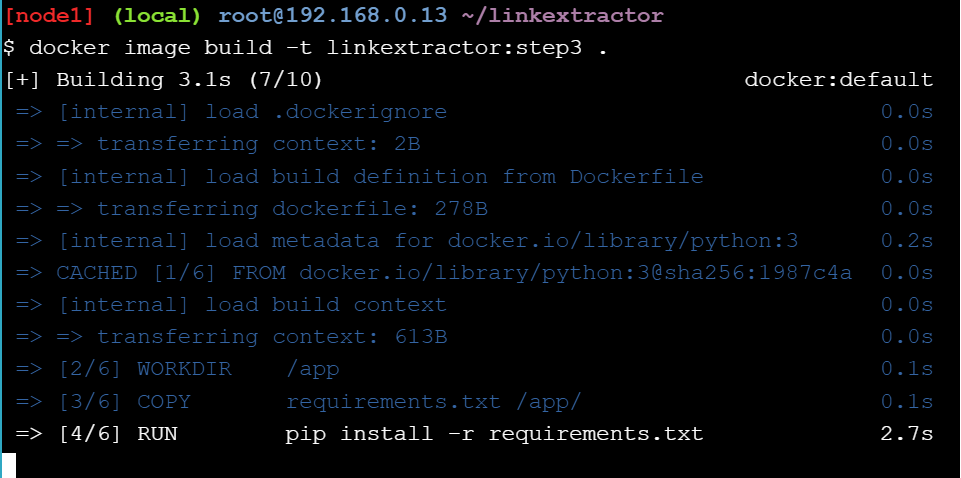 [node1] (local) root@192.168.0.13 ~/linkextractor
$ docker image build -t linkextractor:step3 .
[+] Building 3.1s (7/10) docker:default
=> [internal] load .dockerignore 0.0s
=> => transferring context: 2B 0.0s
=> [internal] load build definition from Dockerfile 0.0s
=> => transferring dockerfile: 278B 0.0s
=> [internal] load metadata for docker.io/library/python:3 0.2s
=> CACHED [1/6] FROM docker.io/library/python:3@sha256:1987c4a 0.0s
=> [internal] load build context 0.0s
=> => transferring context: 613B 0.0s
=> [2/6] WORKDIR /app 0.1s
=> [3/6] COPY requirements.txt /app/ 0.1s
=> [4/6] RUN pip install -r requirements.txt 2.7s